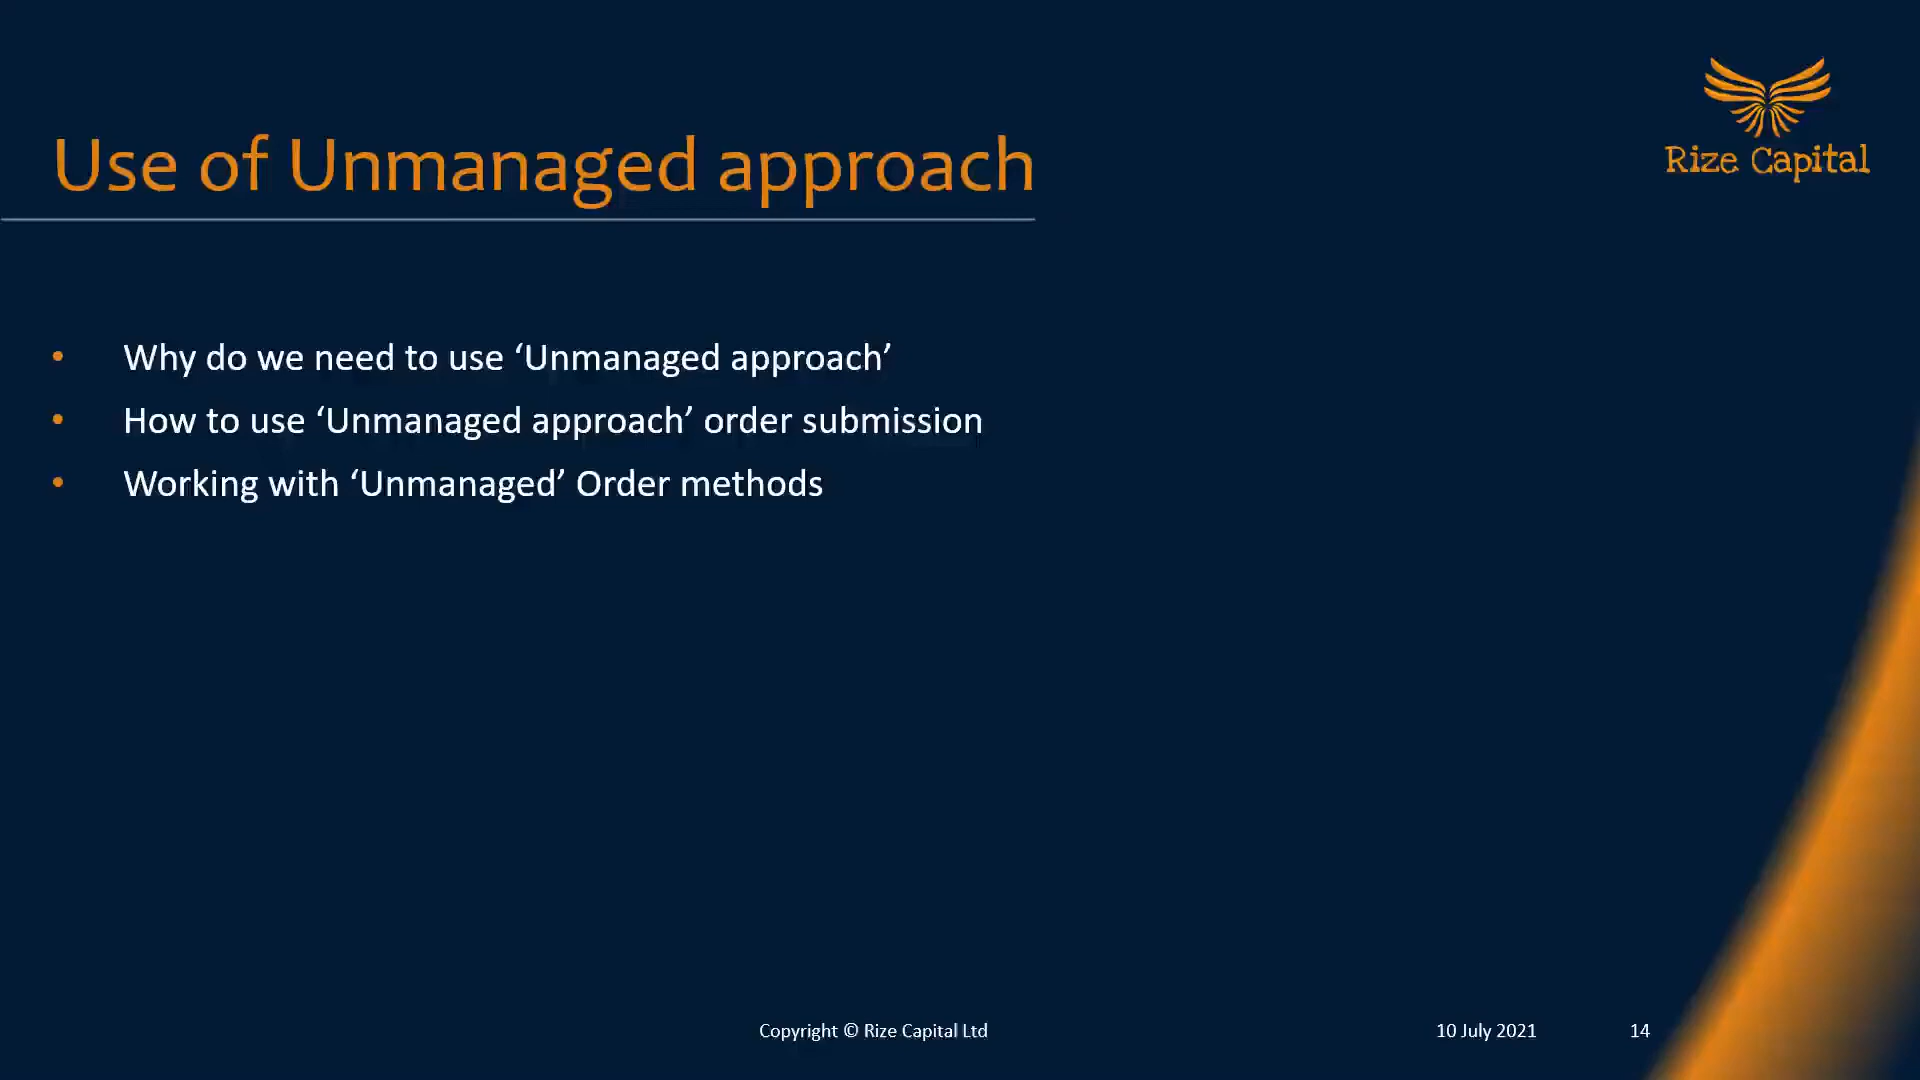 Rize Capital
Use of Unmanaged approach
• Why do we need to use ‘Unmanaged approach’
• How to use ‘Unmanaged approach’ order submission
• Working with ‘Unmanaged’ Order methods
Copyright © Rize Capital Ltd
10 July 2021
14